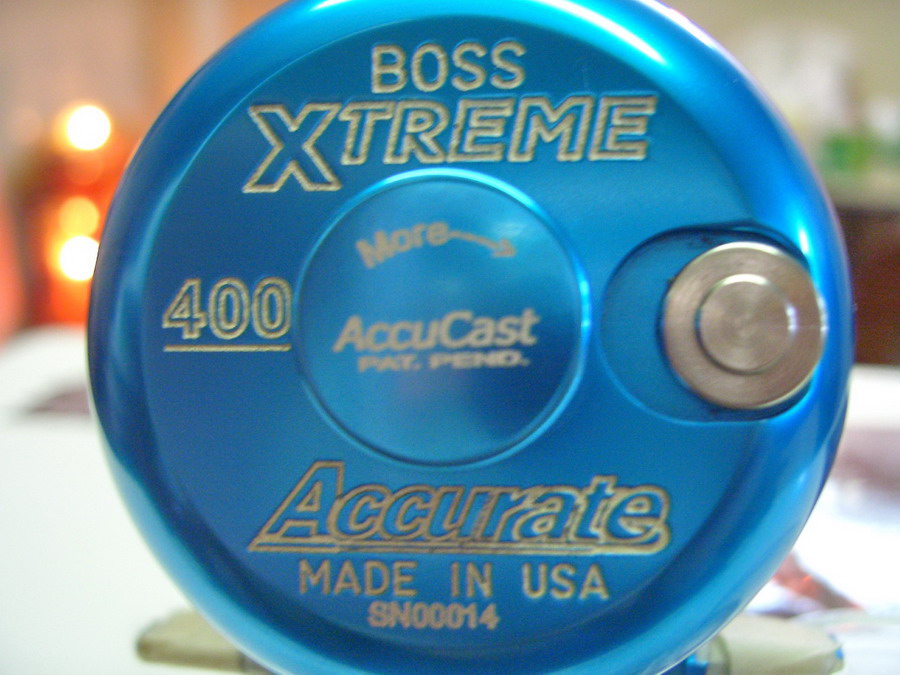 BOSS
XTREME
More
400
AccuCast
PAT. PEND.
Accurate
MADE IN USA
SN00014